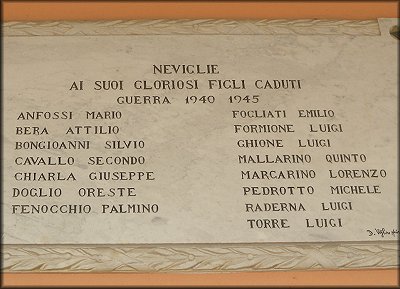 NEVIGLIE
AI SUOI GLORIOSI FIGLI CADUTI
GUERRA 1940 1945
ANFOSSI MARIO
BERA ATTILIO
BONGIOANNI SILVIO
CAVALLO SECONDO
CHIARLA GIUSEPPE
DOGLIO ORESTE
FENOCCHIO PALMINO
FOGLIATI EMILIO
FORMIONE LUIGI
GHIONE LUIGI
MALLARINO QUINTO
MARCARINO LORENZO
PEDROTTO MICHELE
RADERNA LUIGI
TORRE LUIGI